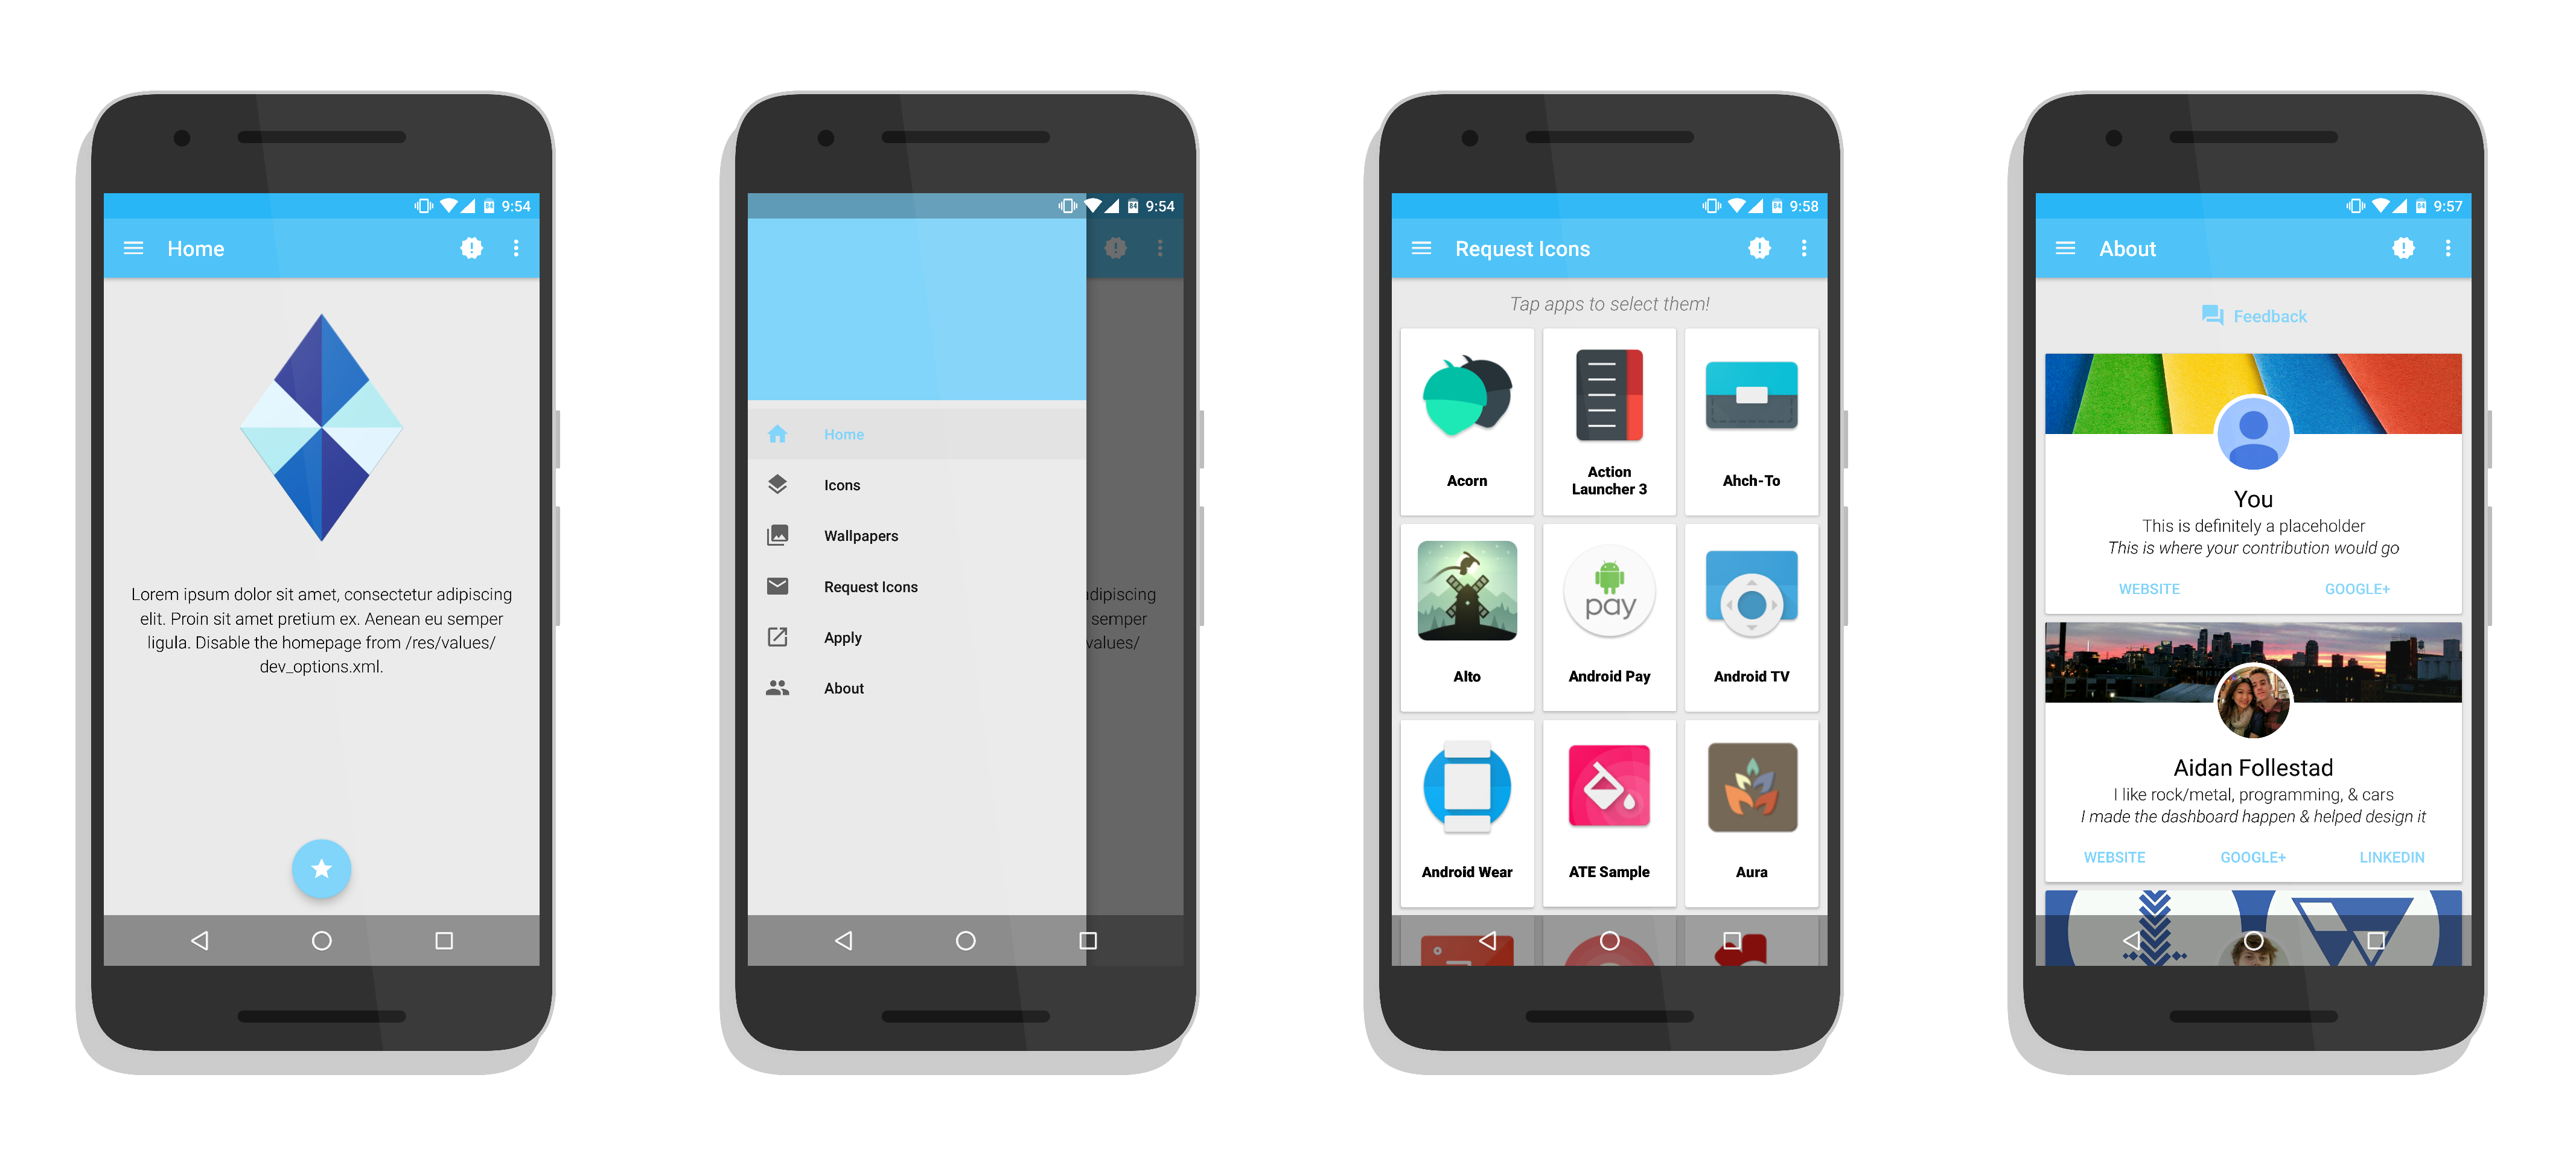 9:54
Home
Lorem ipsum dolor sit amet, consectetur adipiscing
elit. Proin sit amet pretium ex. Aenean eu semper
ligula. Disable the homepage from /res/values/
dev_options.xml.
9:54
Home
Icons
Wallpapers
Request Icons
Apply
About
adipiscing
semper
values/
9:58
Request Icons
Tap apps to select them!
Acorn
Action
Launcher 3
Ahch-To
pay
Alto
Android Pay
Android TV
Android Wear
ATE Sample
Aura
9:57
About
Feedback
You
This is definitely a placeholder
This is where your contribution would go
WEBSITE
GOOGLE+
Aidan Follestad
I like rock/metal, programming, & cars
I made the dashboard happen & helped design it
WEBSITE
GOOGLE+
LINKEDIN